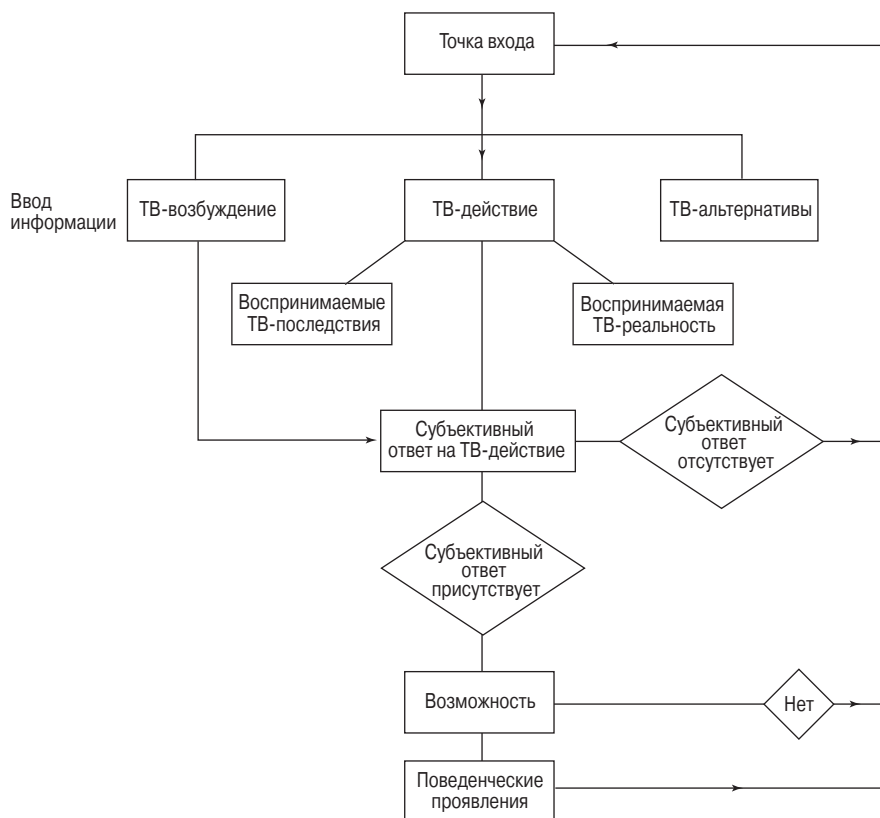 Точка входа
Ввод
информации
ТВ-возбуждение
ТВ-действие
ТВ-альтернативы
Воспринимаемые
ТВ-последствия
Воспринимаемая
ТВ-реальность
Субъективный
ответ на ТВ-действие
Субъективный
ответ
отсутствует
Субъективный
ответ
присутствует
Возможность
Нет
Поведенческие
проявления